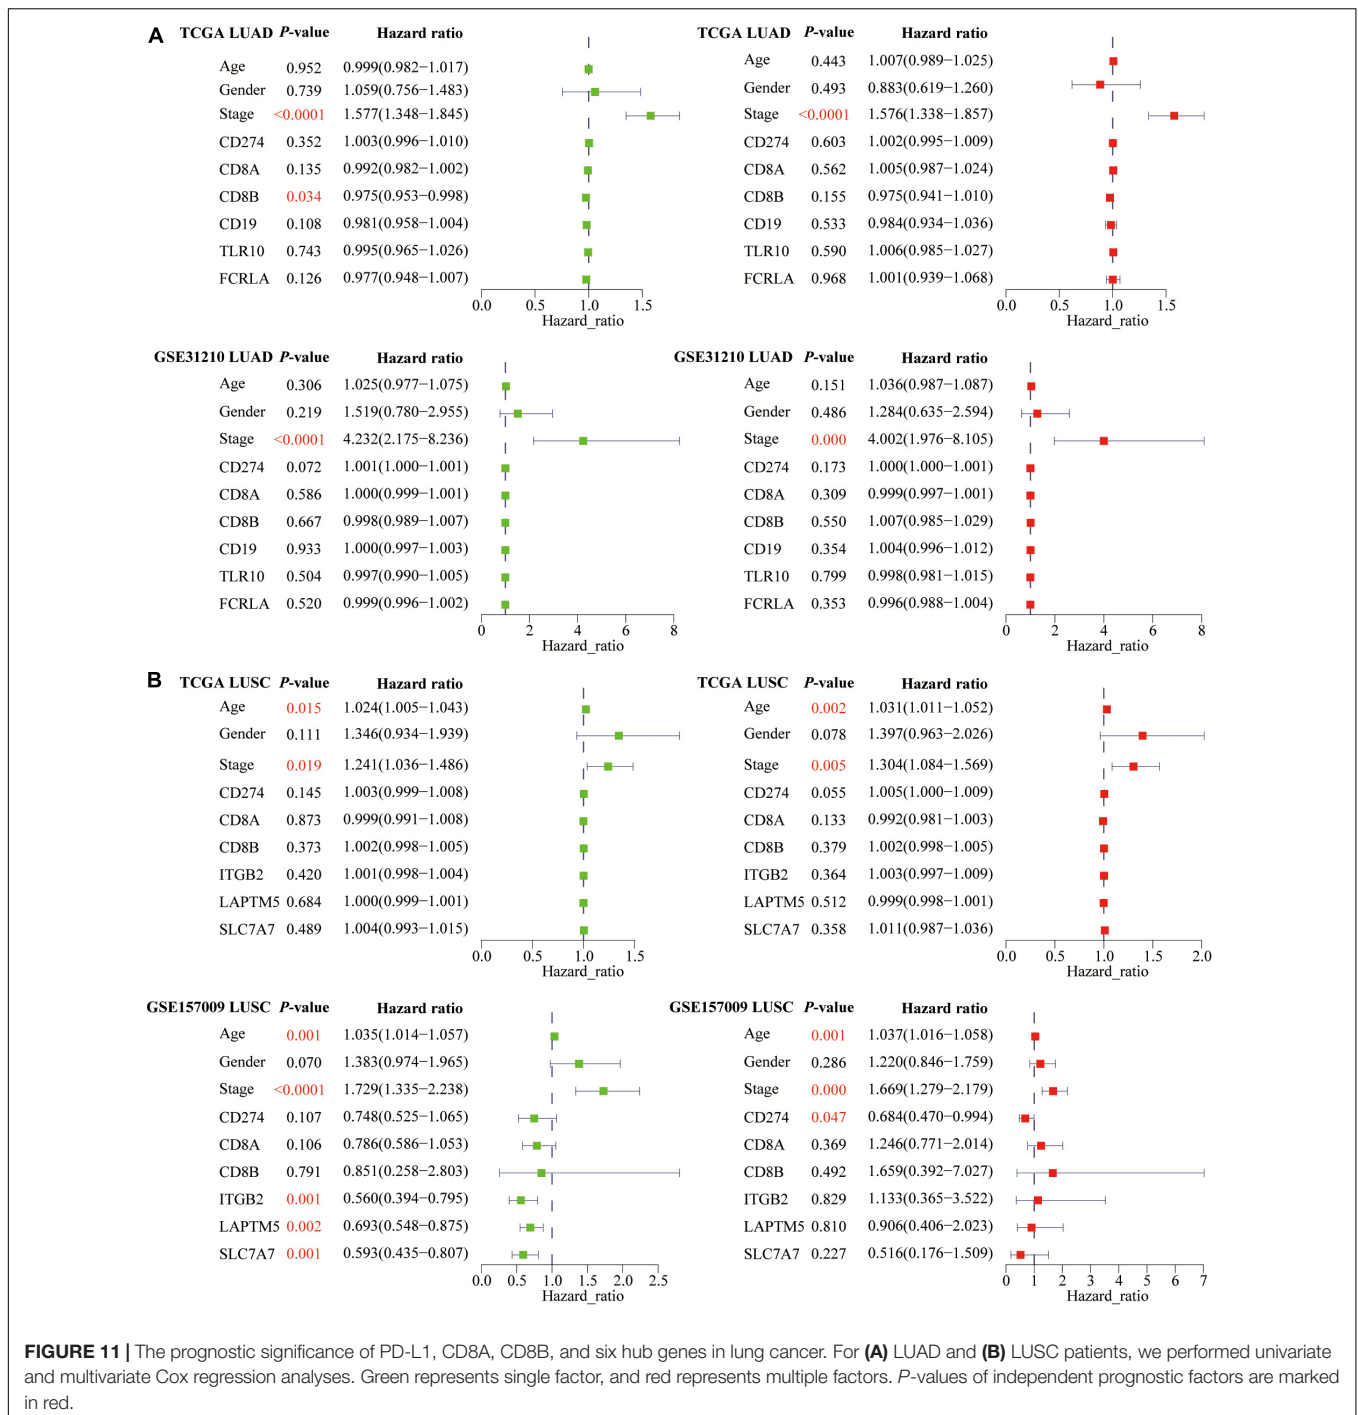 A
TCGA LUAD P-value Hazard ratio
Age 0.952 0.999(0.982−1.017)
Gender 0.739 1.059(0.756−1.483)
Stage <0.0001 1.577(1.348−1.845)
CD274 0.352 1.003(0.996−1.010)
CD8A 0.135 0.992(0.982−1.002)
CD8B 0.034 0.975(0.953−0.998)
CD19 0.108 0.981(0.958−1.004)
TLR10 0.743 0.995(0.965−1.026)
FCRLA 0.126 0.977(0.948−1.007)
0.0 0.5 1.0 1.5
Hazard_ratio
TCGA LUAD P-value Hazard ratio
Age 0.443 1.007(0.989−1.025)
Gender 0.493 0.883(0.619−1.260)
Stage <0.0001 1.576(1.338−1.857)
CD274 0.603 1.002(0.995−1.009)
CD8A 0.562 1.005(0.987−1.024)
CD8B 0.155 0.975(0.941−1.010)
CD19 0.533 0.984(0.934−1.036)
TLR10 0.590 1.006(0.985−1.027)
FCRLA 0.968 1.001(0.939−1.068)
0.0 0.5 1.0 1.5
Hazard_ratio
GSE31210 LUAD P-value Hazard ratio
Age 0.306 1.025(0.977−1.075)
Gender 0.219 1.519(0.780−2.955)
Stage <0.0001 4.232(2.175−8.236)
CD274 0.072 1.001(1.000−1.001)
CD8A 0.586 1.000(0.999−1.001)
CD8B 0.667 0.998(0.989−1.007)
CD19 0.933 1.000(0.997−1.003)
TLR10 0.504 0.997(0.990−1.005)
FCRLA 0.520 0.999(0.996−1.002)
0 2 4 6 8
Hazard_ratio
GSE31210 LUAD P-value Hazard ratio
Age 0.151 1.036(0.987−1.087)
Gender 0.486 1.284(0.635−2.594)
Stage 0.000 4.002(1.976−8.105)
CD274 0.173 1.000(1.000−1.001)
CD8A 0.309 0.999(0.997−1.001)
CD8B 0.550 1.007(0.985−1.029)
CD19 0.354 1.004(0.996−1.012)
TLR10 0.799 0.998(0.981−1.015)
FCRLA 0.353 0.996(0.988−1.004)
0 2 4 6 8
Hazard_ratio
B
TCGA LUSC P-value Hazard ratio
Age 0.015 1.024(1.005−1.043)
Gender 0.111 1.346(0.934−1.939)
Stage 0.019 1.241(1.036−1.486)
CD274 0.145 1.003(0.999−1.008)
CD8A 0.873 0.999(0.991−1.008)
CD8B 0.373 1.002(0.998−1.005)
ITGB2 0.420 1.001(0.998−1.004)
LAPTM5 0.684 1.000(0.999−1.001)
SLC7A7 0.489 1.004(0.993−1.015)
0.0 0.5 1.0 1.5
Hazard_ratio
TCGA LUSC P-value Hazard ratio
Age 0.002 1.031(1.011−1.052)
Gender 0.078 1.397(0.963−2.026)
Stage 0.005 1.304(1.084−1.569)
CD274 0.055 1.005(1.000−1.009)
CD8A 0.133 0.992(0.981−1.003)
CD8B 0.379 1.002(0.998−1.005)
ITGB2 0.364 1.003(0.997−1.009)
LAPTM5 0.512 0.999(0.998−1.001)
SLC7A7 0.358 1.011(0.987−1.036)
0.0 0.5 1.0 1.5 2.0
Hazard_ratio
GSE157009 LUSC P-value Hazard ratio
Age 0.001 1.035(1.014−1.057)
Gender 0.070 1.383(0.974−1.965)
Stage <0.0001 1.729(1.335−2.238)
CD274 0.107 0.748(0.525−1.065)
CD8A 0.106 0.786(0.586−1.053)
CD8B 0.791 0.851(0.258−2.803)
ITGB2 0.001 0.560(0.394−0.795)
LAPTM5 0.002 0.693(0.548−0.875)
SLC7A7 0.001 0.593(0.435−0.807)
0.0 0.5 1.0 1.5 2.0 2.5
Hazard_ratio
GSE157009 LUSC P-value Hazard ratio
Age 0.001 1.037(1.016−1.058)
Gender 0.286 1.220(0.846−1.759)
Stage 0.000 1.669(1.279−2.179)
CD274 0.047 0.684(0.470−0.994)
CD8A 0.369 1.246(0.771−2.014)
CD8B 0.492 1.659(0.392−7.027)
ITGB2 0.829 1.133(0.365−3.522)
LAPTM5 0.810 0.906(0.406−2.023)
SLC7A7 0.227 0.516(0.176−1.509)
0 1 2 3 4 5 6 7
Hazard_ratio
FIGURE 11 | The prognostic significance of PD-L1, CD8A, CD8B, and six hub genes in lung cancer. For (A) LUAD and (B) LUSC patients, we performed univariate
and multivariate Cox regression analyses. Green represents single factor, and red represents multiple factors. P-values of independent prognostic factors are marked
in red.